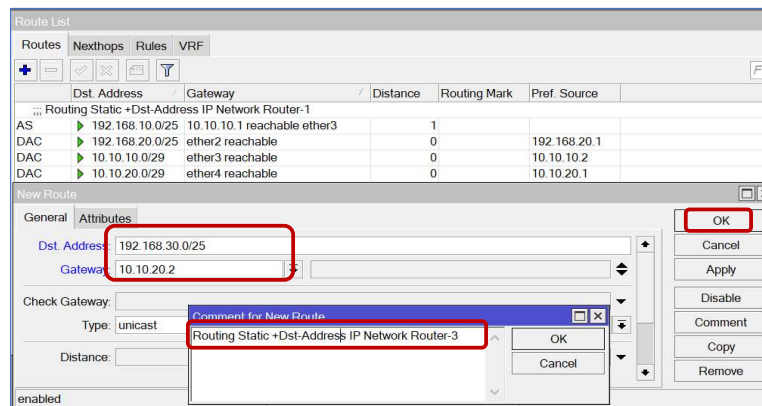 Route List
Routes Nexthops Rules VRF
F
Dst. Address Gateway Distance Routing Mark Pref. Source
;;; Routing Static +Dst-Address IP Network Router-1
AS 192.168.10.0/25 10.10.10.1 reachable ether3 1
DAC 192.168.20.0/25 ether2 reachable 0 192.168.20.1
DAC 10.10.10.0/29 ether3 reachable 0 10.10.10.2
DAC 10.10.20.0/29 ether4 reachable 0 10.10.20.1
New Route
General Attributes
OK
Dst. Address: 192.168.30.0/25
Cancel
Gateway: 10.10.20.2
Apply
Check Gateway:
Disable
Type: unicast
Comment
Distance:
Copy
Remove
Comment for New Route
Routing Static +Dst-Address IP Network Router-3
OK
Cancel
enabled